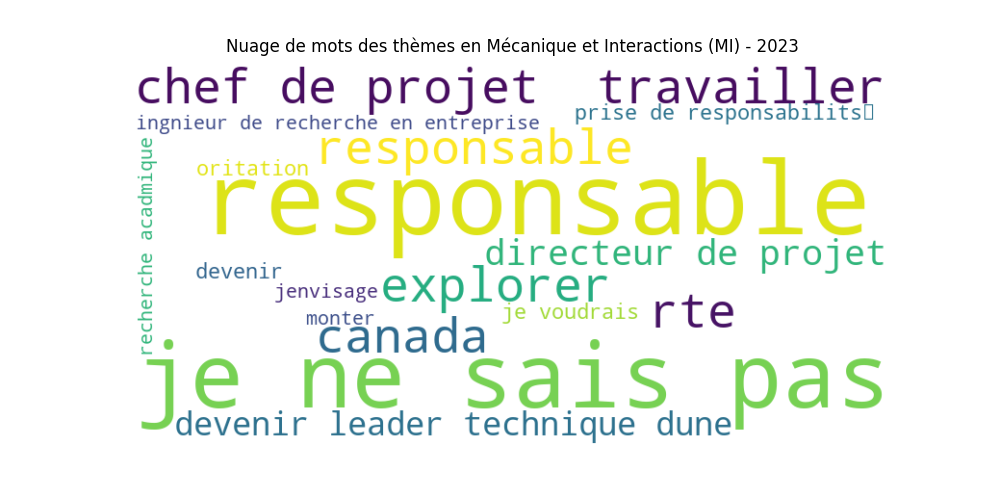 Nuage de mots des thèmes en Mécanique et Interactions (MI) - 2023
chef de projet travailler
prise de responsabilits▯
ingnieur de recherche en entreprise
responsable
oritation
responsable
recherche acadmique
directeur de projet
devenir
explorer
jenvisage
rte
je voudrais
monter
canada
je ne sais pas
devenir leader technique dune